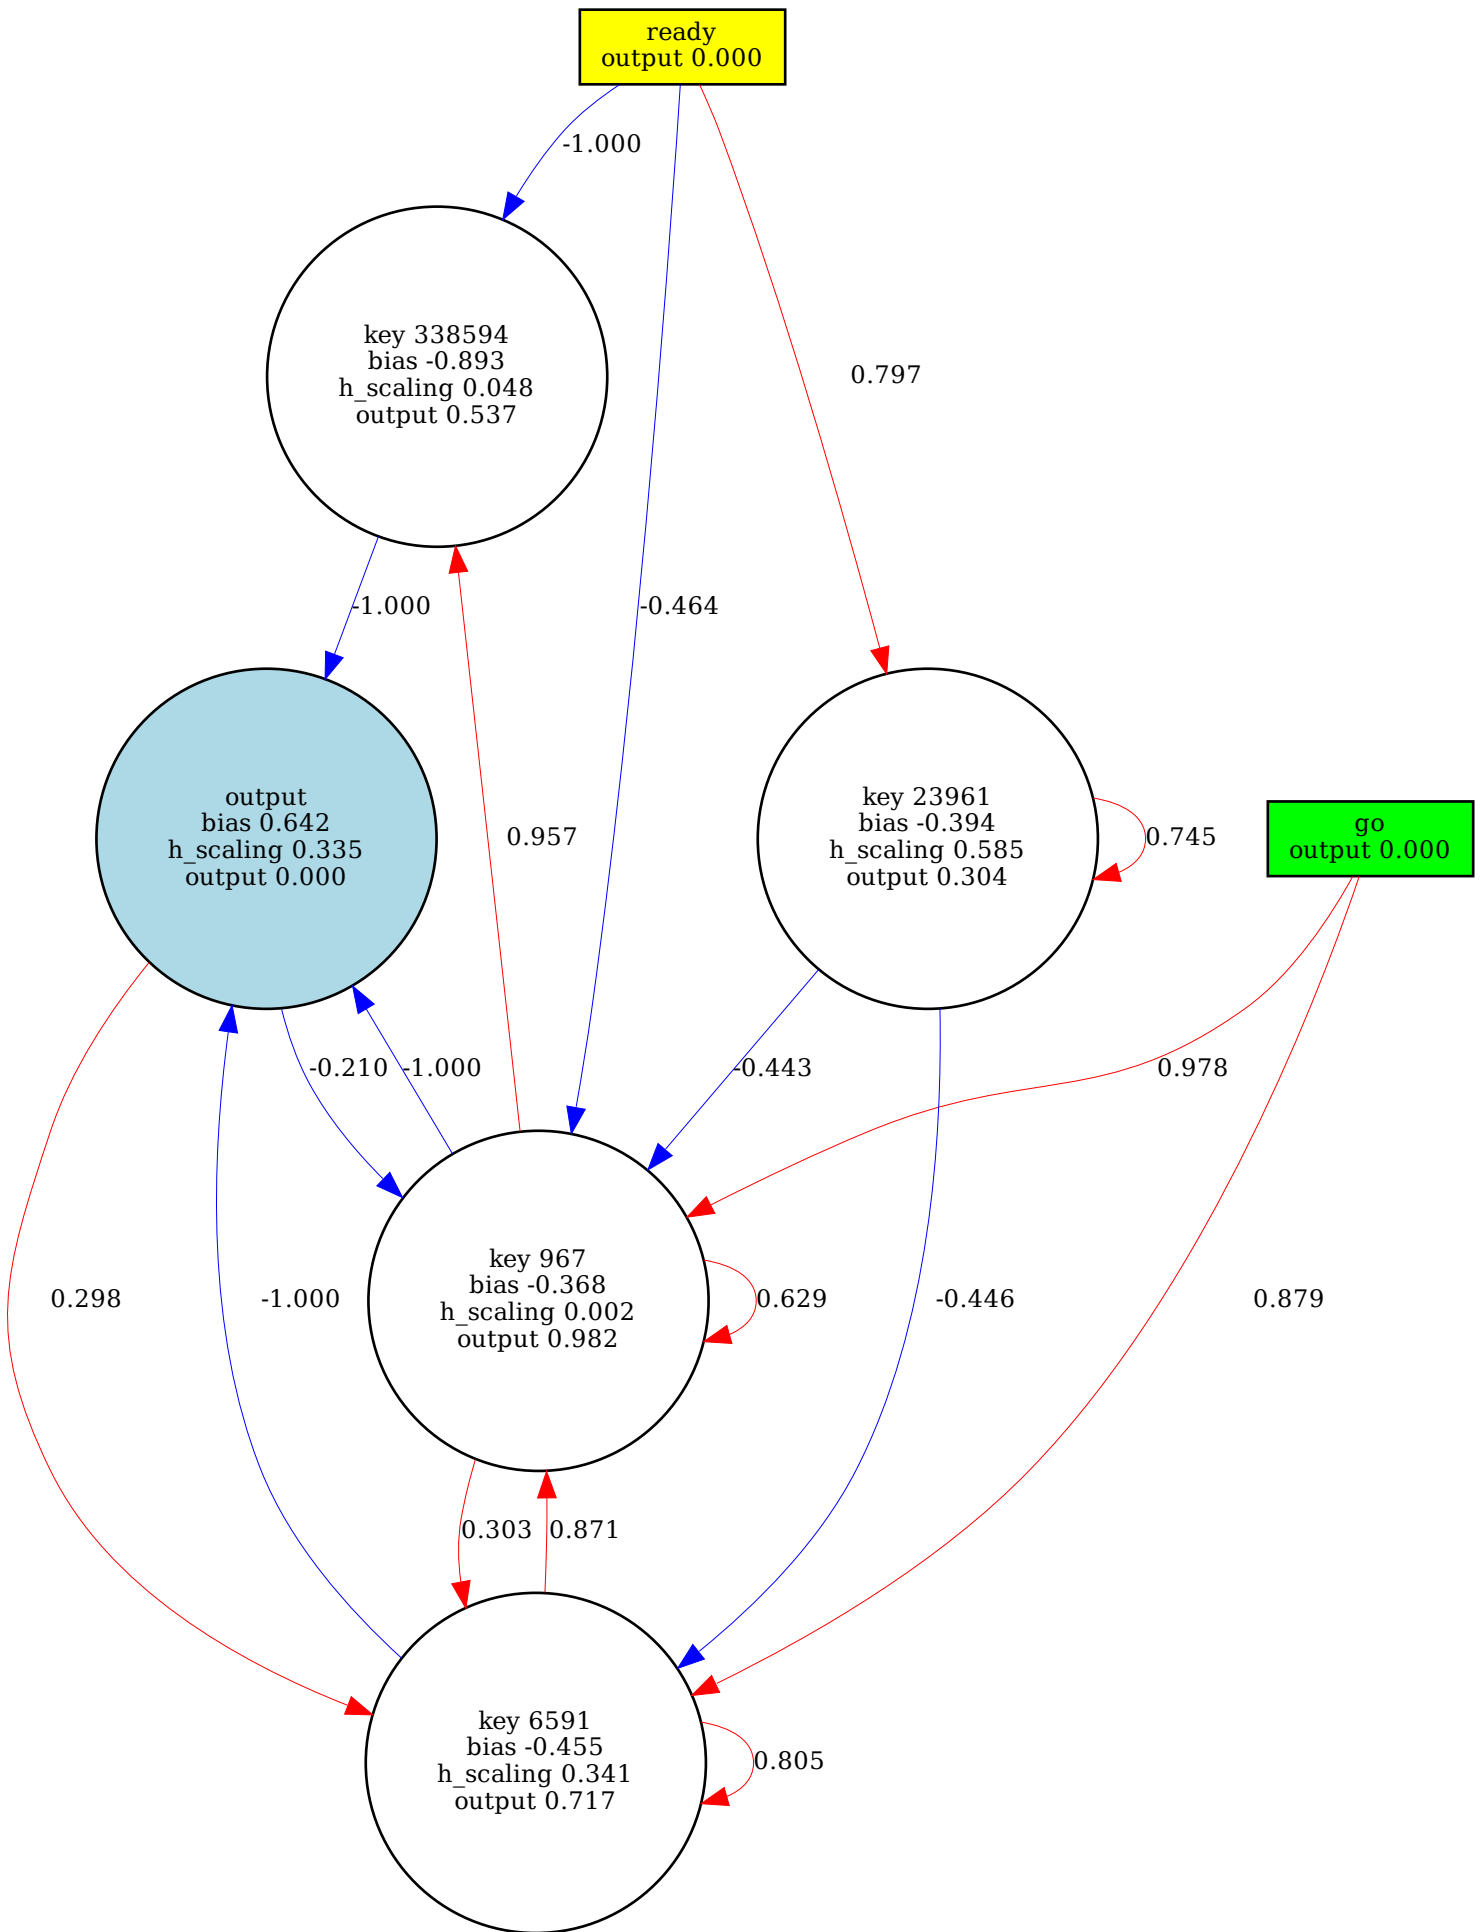 ready
output 0.000
-1.000
key 338594
bias -0.893
h_scaling 0.048
output 0.537
0.797
-1.000
-0.464
output
bias 0.642
h_scaling 0.335
output 0.000
0.957
key 23961
bias -0.394
h_scaling 0.585
output 0.304
0.745
go
output 0.000
-0.210
-1.000
-0.443
0.978
0.298
-1.000
key 967
bias -0.368
h_scaling 0.002
output 0.982
0.629
-0.446
0.879
0.303
0.871
key 6591
bias -0.455
h_scaling 0.341
output 0.717
0.805